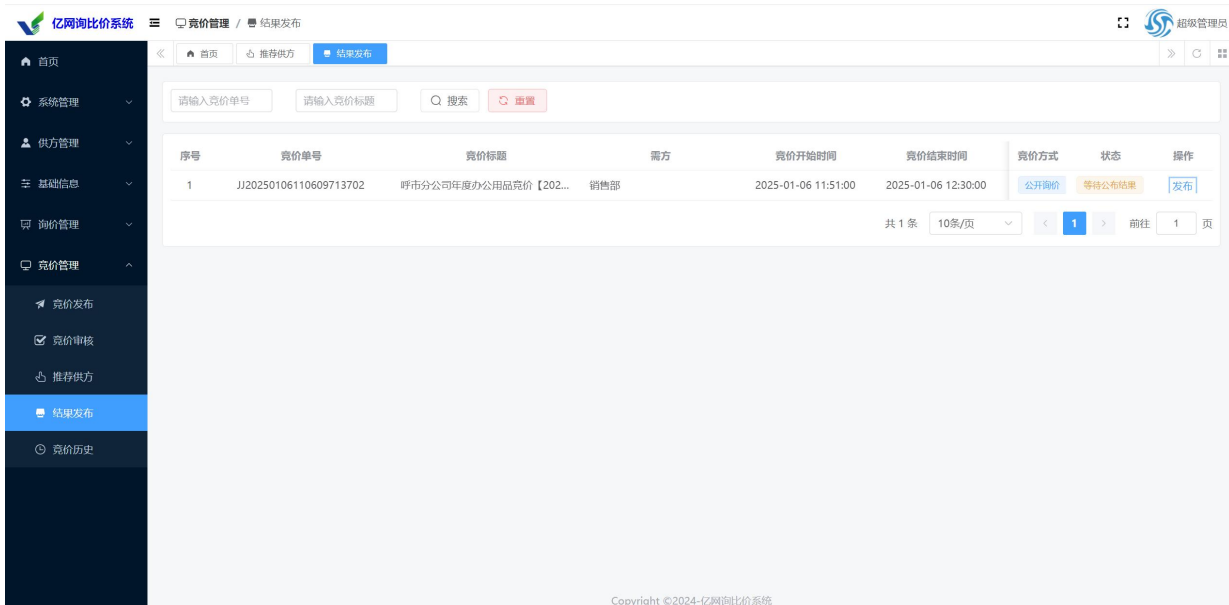 亿网询比价系统
竞价管理 / 结果发布
超级管理员
首页
推荐供方
结果发布
首页
系统管理
供方管理
基础信息
询价管理
竞价管理
竞价发布
竞价审核
推荐供方
结果发布
竞价历史
请输入竞价单号 请输入竞价标题 搜索 重置
序号 竞价单号 竞价标题 需方 竞价开始时间 竞价结束时间 竞价方式 状态 操作
1 JJ20250106110609713702 呼市分公司年度办公用品竞价【202... 销售部 2025-01-06 11:51:00 2025-01-06 12:30:00 公开询价 等待公布结果 发布
共 1 条 10条/页 1 前往 1 页
Copyright ©2024-亿网询比价系统